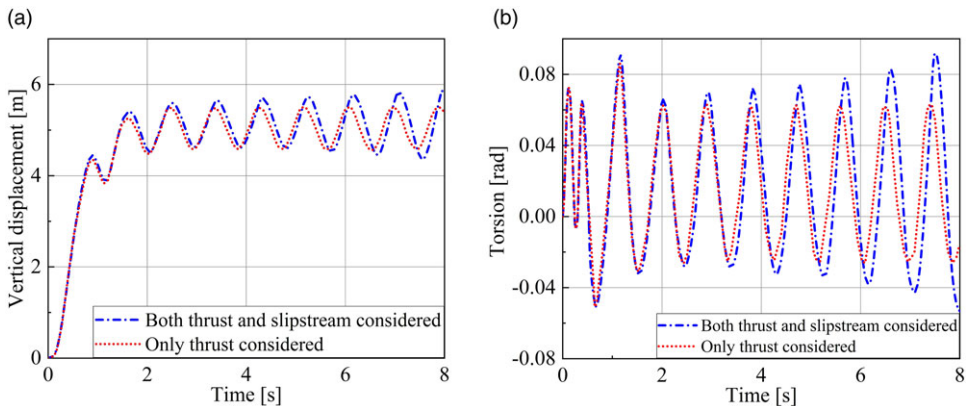 (a)
Vertical displacement [m]
6
4
2
0
0 2 4 6 8
Time [s]
Both thrust and slipstream considered
Only thrust considered
(b)
Torsion [rad]
0.08
0.04
0.00
-0.04
-0.08
0 2 4 6 8
Time [s]
Both thrust and slipstream considered
Only thrust considered